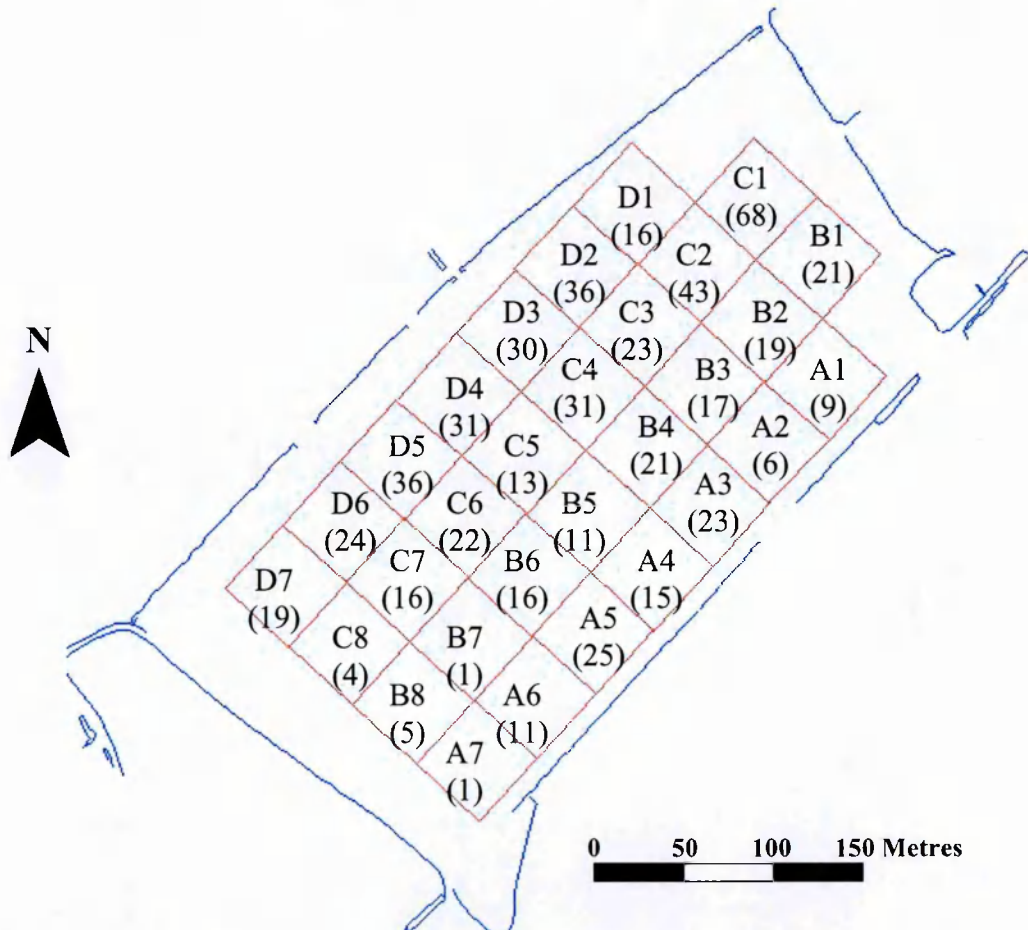 C1
(68)
D1
(16)
B1
(21)
C2
(43)
D2
(36)
B2
(19)
D3
(30)
C3
(23)
A1
(9)
B3
(17)
C4
(31)
D4
(31)
A2
(6)
B4
(21)
C5
(13)
D5
(36)
A3
(23)
N
B5
(11)
D6
(24)
C6
(22)
A4
(15)
B6
(16)
C7
(16)
D7
(19)
A5
(25)
B7
(1)
C8
(4)
A6
(11)
B8
(5)
A7
(1)
0 50 100 150 Metres